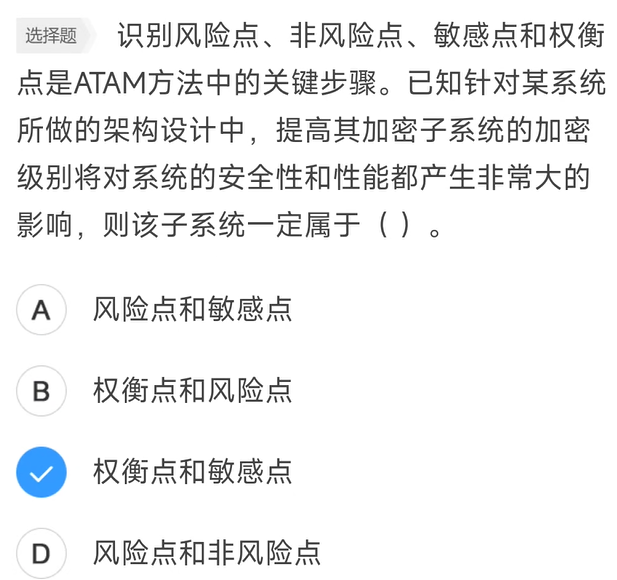 选择题 识别风险点、非风险点、敏感点和权衡
点是ATAM方法中的关键步骤。已知针对某系统
所做的架构设计中，提高其加密子系统的加密
级别将对系统的安全性和性能都产生非常大的
影响，则该子系统一定属于（ ）。
A 风险点和敏感点
B 权衡点和风险点
权衡点和敏感点
D 风险点和非风险点